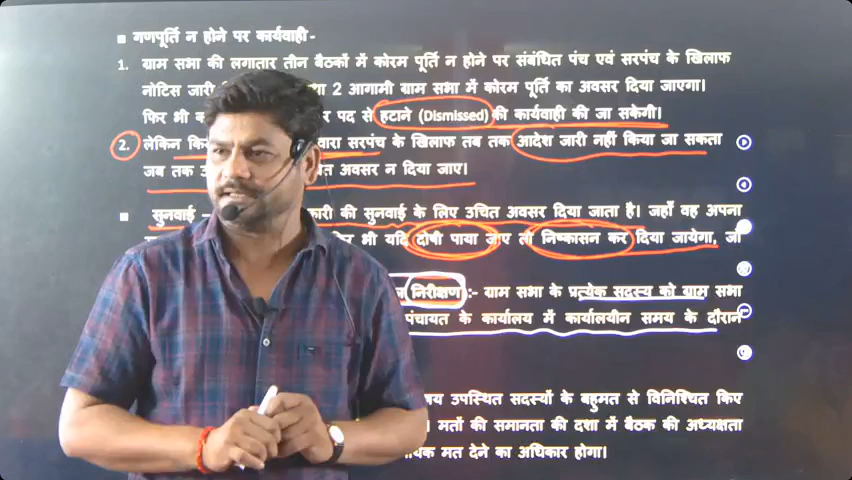 ■ गणपूर्ति न होने पर कार्यवाही -
1. ग्राम सभा की लगातार तीन बैठकों में कोरम पूर्ति न होने पर संबंधित पंच एवं सरपंच के खिलाफ
नोटिस जारी 2 आगामी ग्राम सभा में कोरम पूर्ति का अवसर दिया जाएगा।
फिर भी पद से हटाने (Dismissed) की कार्यवाही की जा सकेगी।
2. लेकिन सरपंच के खिलाफ तब तक आदेश जारी नहीं किया जा सकता
जब तक अवसर न दिया जाए।
■ सुनवाई - की सुनवाई के लिए उचित अवसर दिया जाता है। जहाँ वह अपना
भी यदि दोषी पाया जाए तो निष्कासन कर दिया जायेगा, जो
निरीक्षण :- ग्राम सभा के प्रत्येक सदस्य को ग्राम सभा
पंचायत के कार्यालय में कार्यालयीन समय के दौरान
उपस्थित सदस्यों के बहुमत से विनिश्चित किए
। मतों की समानता की दशा में बैठक की अध्यक्षता
मत देने का अधिकार होगा।